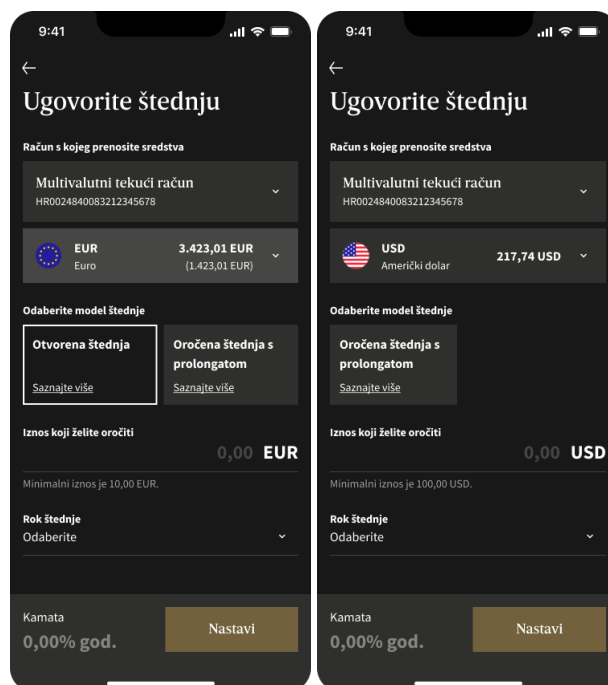 9:41
Ugovorite štednju
Račun s kojeg prenosite sredstva
Multivalutni tekući račun
HR0024840083212345678
EUR
Euro
3.423,01 EUR
(1.423,01 EUR)
Odaberite model štednje
Otvorena štednja
Saznajte više
Oročena štednja s
prolongatom
Saznajte više
Iznos koji želite oročiti
0,00 EUR
Minimalni iznos je 10,00 EUR.
Rok štednje
Odaberite
Kamata
0,00% god.
Nastavi
9:41
Ugovorite štednju
Račun s kojeg prenosite sredstva
Multivalutni tekući račun
HR0024840083212345678
USD
Američki dolar
217,74 USD
Odaberite model štednje
Oročena štednja s
prolongatom
Saznajte više
Iznos koji želite oročiti
0,00 USD
Minimalni iznos je 100,00 USD.
Rok štednje
Odaberite
Kamata
0,00% god.
Nastavi